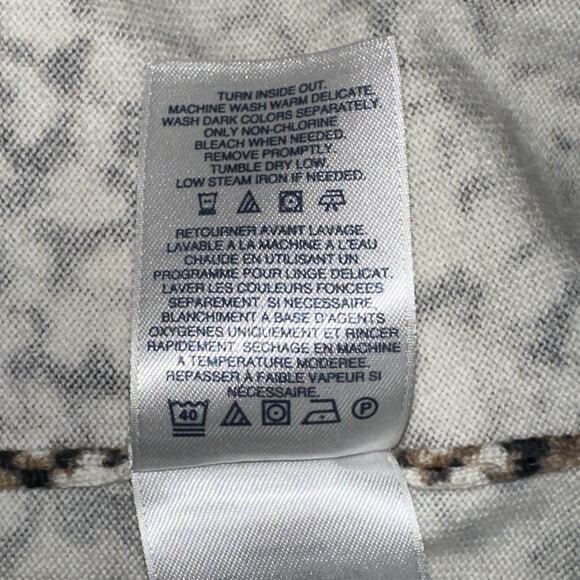 TURN INSIDE OUT.
MACHINE WASH WARM DELICATE.
WASH DARK COLORS SEPARATELY.
ONLY NON-CHLORINE
BLEACH WHEN NEEDED.
REMOVE PROMPTLY.
TUMBLE DRY LOW.
LOW STEAM IRON IF NEEDED.
RETOURNER AVANT LAVAGE.
LAVABLE A LA MACHINE A L'EAU
CHAUDE EN UTILISANT UN
PROGRAMME POUR LINGE DELICAT.
LAVER LES COULEURS FONCEES
SEPAREMENT. SI NECESSAIRE,
BLANCHIMENT A BASE D'AGENTS
OXYGENES UNIQUEMENT ET RINCER
RAPIDEMENT. SECHAGE EN MACHINE
A TEMPERATURE MODEREE.
REPASSER A FAIBLE VAPEUR SI
NECESSAIRE.
40 P